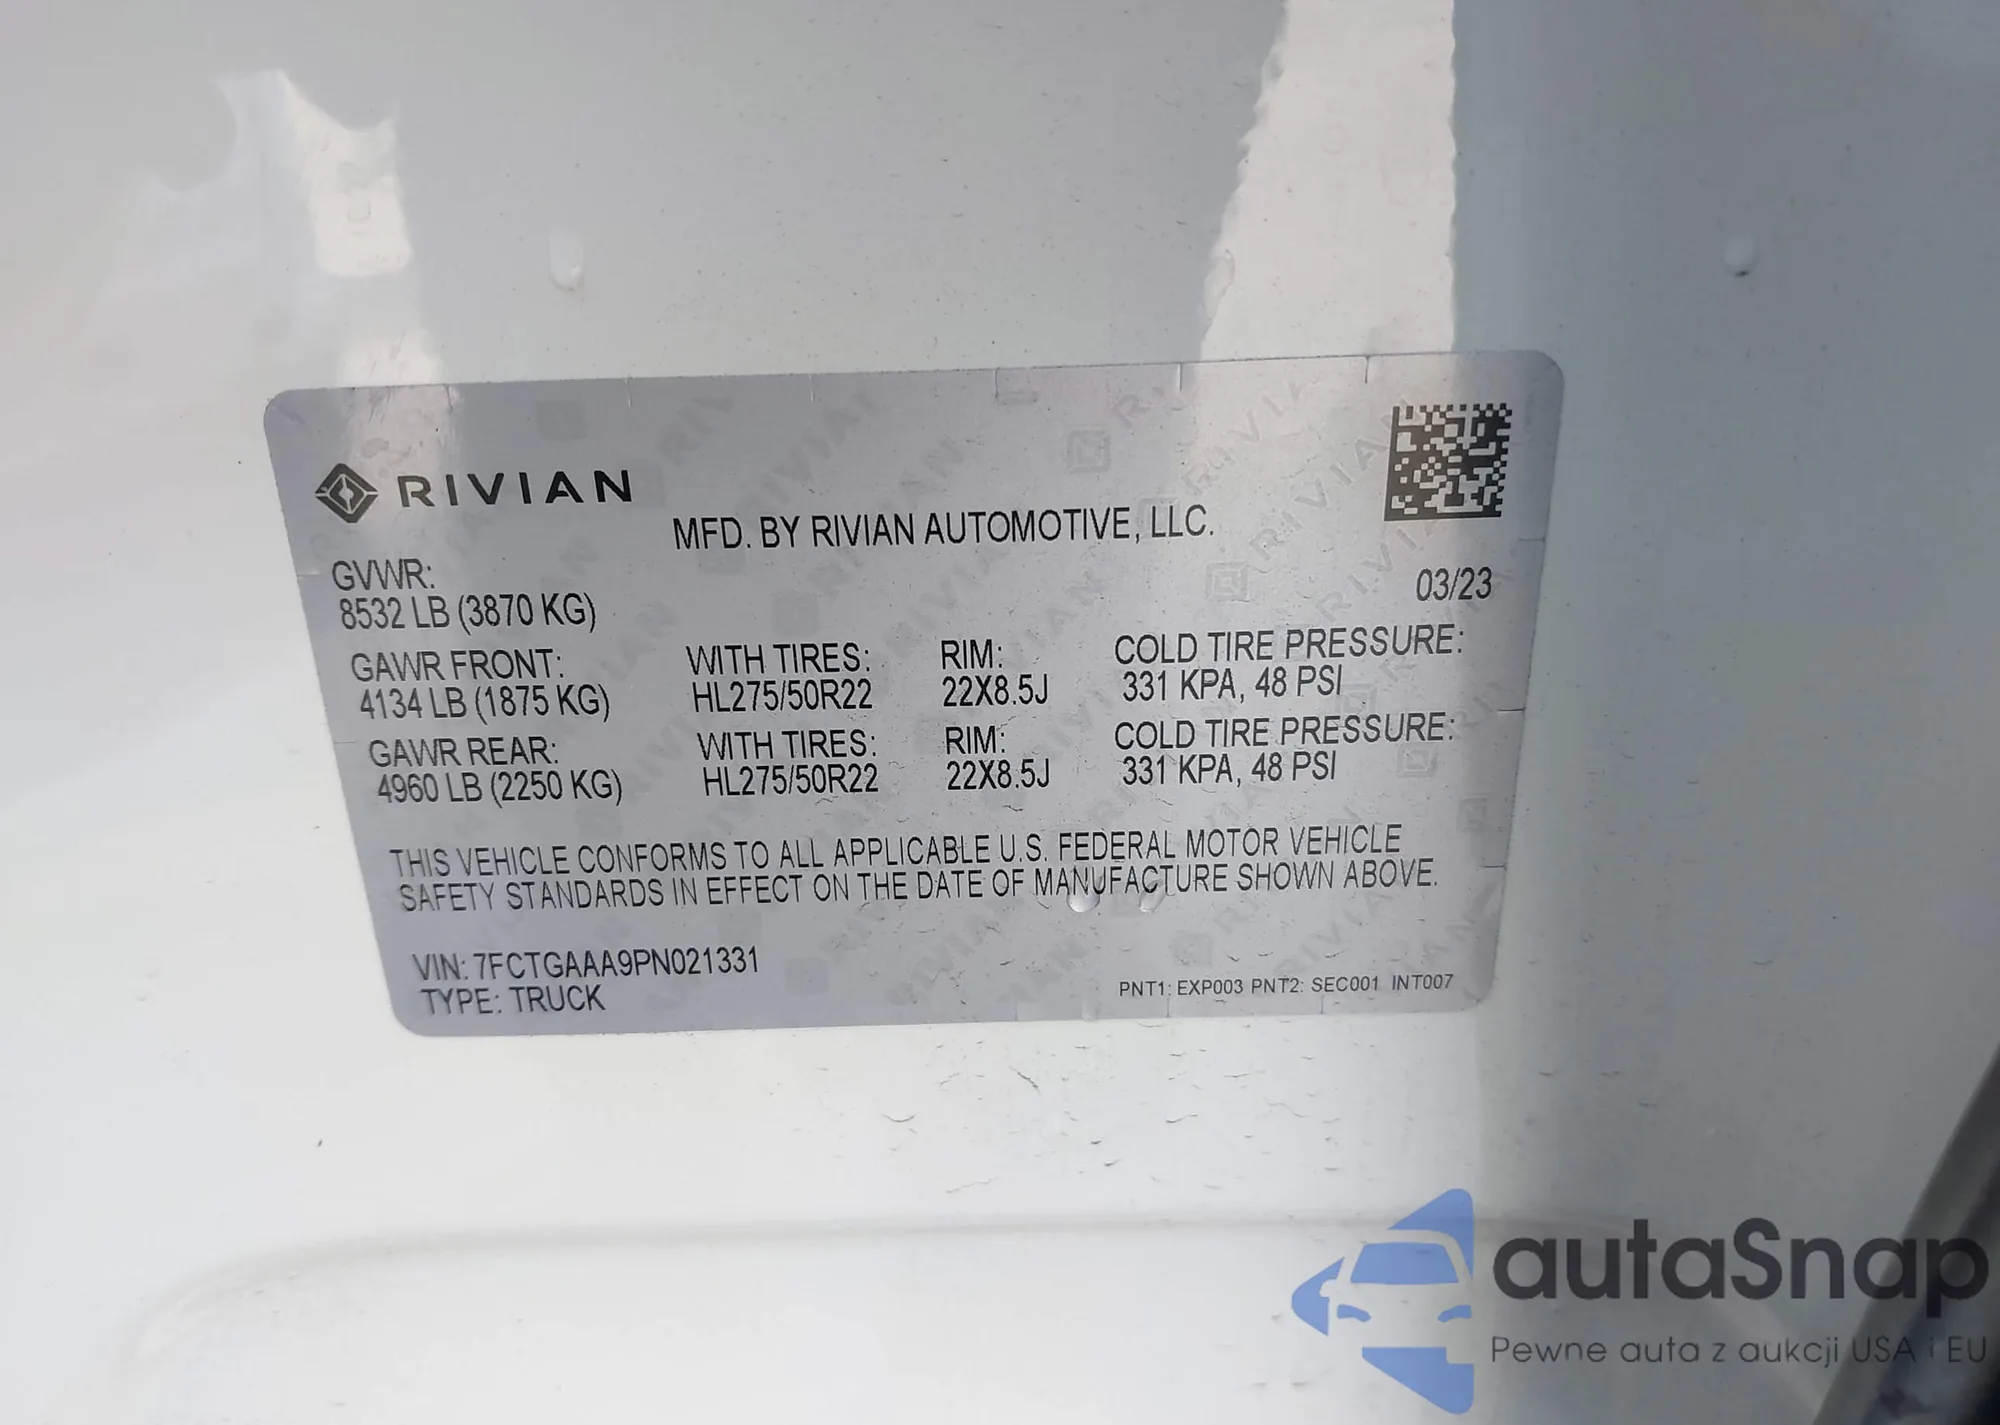 RIVIAN
MFD. BY RIVIAN AUTOMOTIVE, LLC.
GVWR:
8532 LB (3870 KG)
03/23
GAWR FRONT: WITH TIRES: RIM: COLD TIRE PRESSURE:
4134 LB (1875 KG) HL275/50R22 22X8.5J 331 KPA, 48 PSI
GAWR REAR: WITH TIRES: RIM: COLD TIRE PRESSURE:
4960 LB (2250 KG) HL275/50R22 22X8.5J 331 KPA, 48 PSI
THIS VEHICLE CONFORMS TO ALL APPLICABLE U.S. FEDERAL MOTOR VEHICLE
SAFETY STANDARDS IN EFFECT ON THE DATE OF MANUFACTURE SHOWN ABOVE.
VIN: 7FCTGAAA9PN021331
TYPE: TRUCK
PNT1: EXP003 PNT2: SEC001 INT007
autaSnap
Pewne auta z aukcji USA i EU